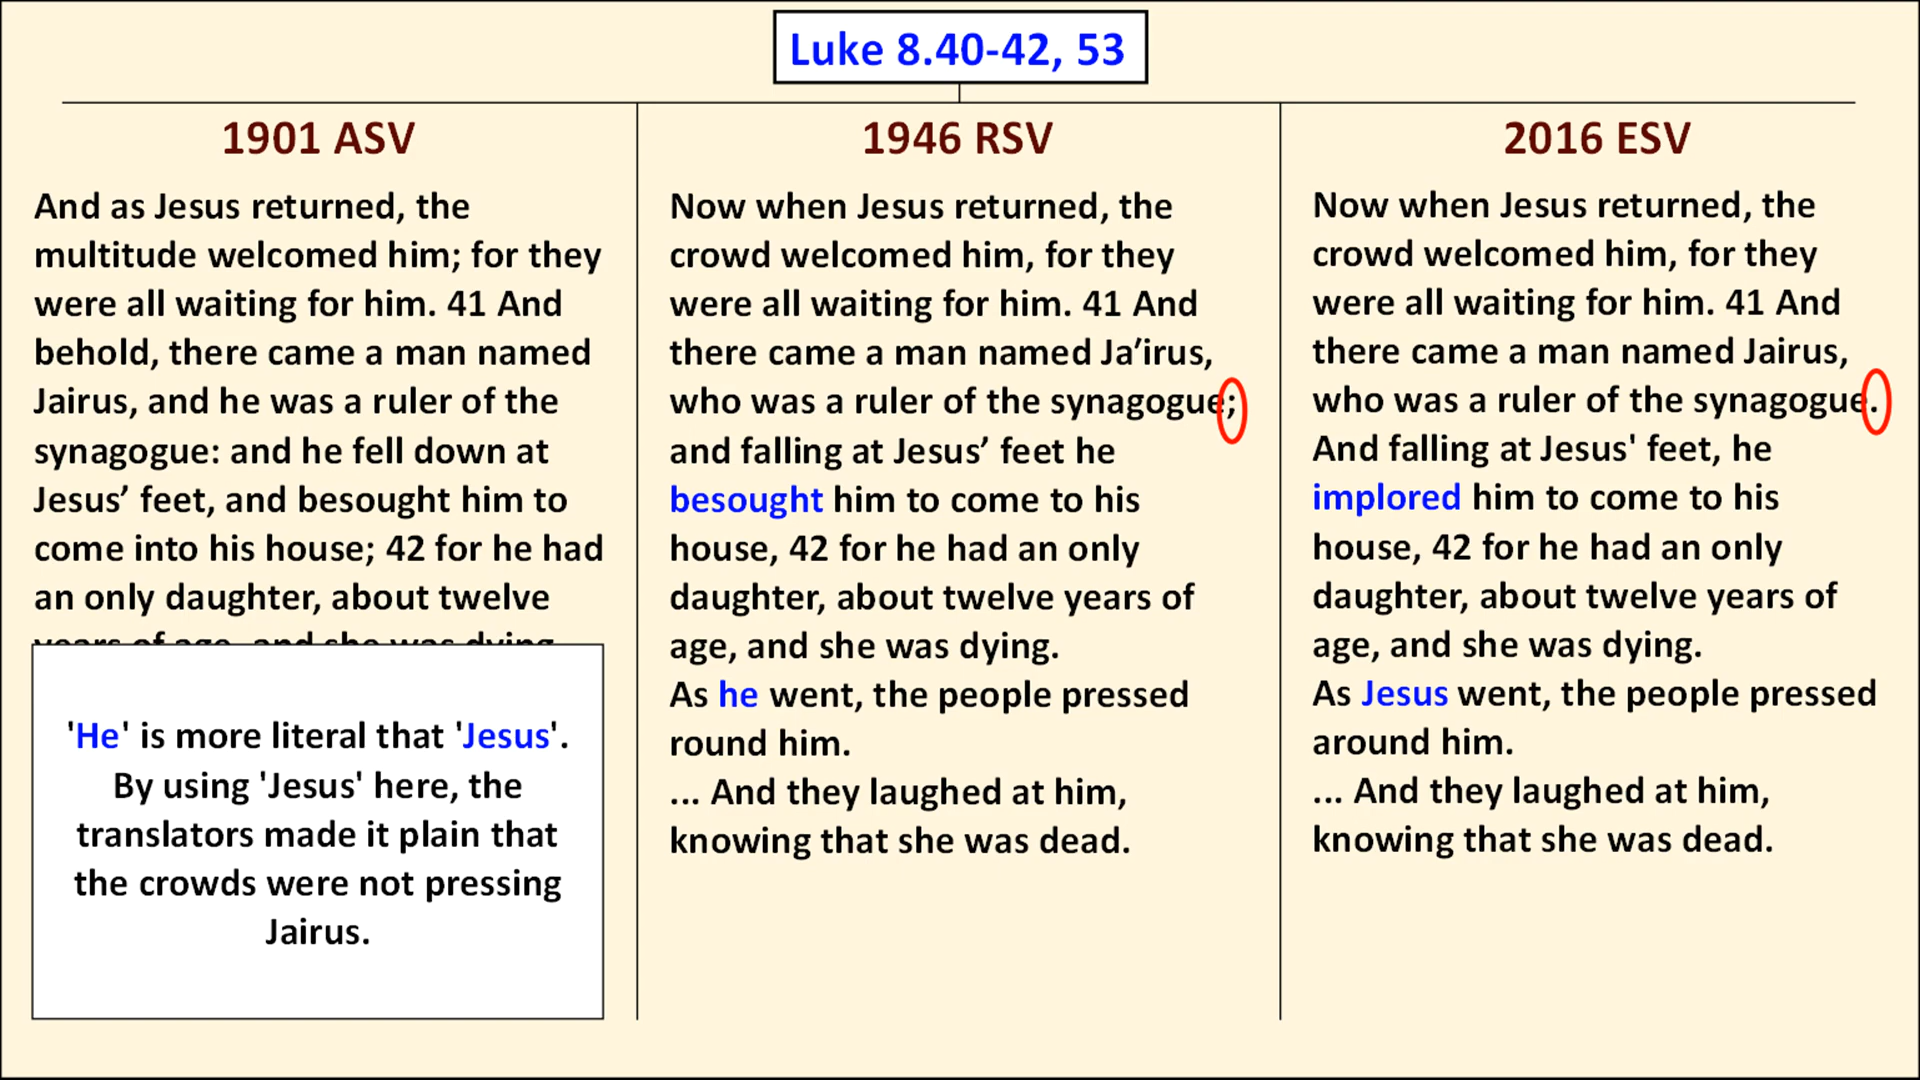 Luke 8.40-42, 53
1901 ASV
And as Jesus returned, the
multitude welcomed him; for they
were all waiting for him. 41 And
behold, there came a man named
Jairus, and he was a ruler of the
synagogue: and he fell down at
Jesus’ feet, and besought him to
come into his house; 42 for he had
an only daughter, about twelve
years of age, and she was dying.
'He' is more literal that 'Jesus'.
By using 'Jesus' here, the
translators made it plain that
the crowds were not pressing
Jairus.
1946 RSV
Now when Jesus returned, the
crowd welcomed him, for they
were all waiting for him. 41 And
there came a man named Ja’irus,
who was a ruler of the synagogue;
and falling at Jesus’ feet he
besought him to come to his
house, 42 for he had an only
daughter, about twelve years of
age, and she was dying.
As he went, the people pressed
round him.
... And they laughed at him,
knowing that she was dead.
2016 ESV
Now when Jesus returned, the
crowd welcomed him, for they
were all waiting for him. 41 And
there came a man named Jairus,
who was a ruler of the synagogue.
And falling at Jesus' feet, he
implored him to come to his
house, 42 for he had an only
daughter, about twelve years of
age, and she was dying.
As Jesus went, the people pressed
around him.
... And they laughed at him,
knowing that she was dead.